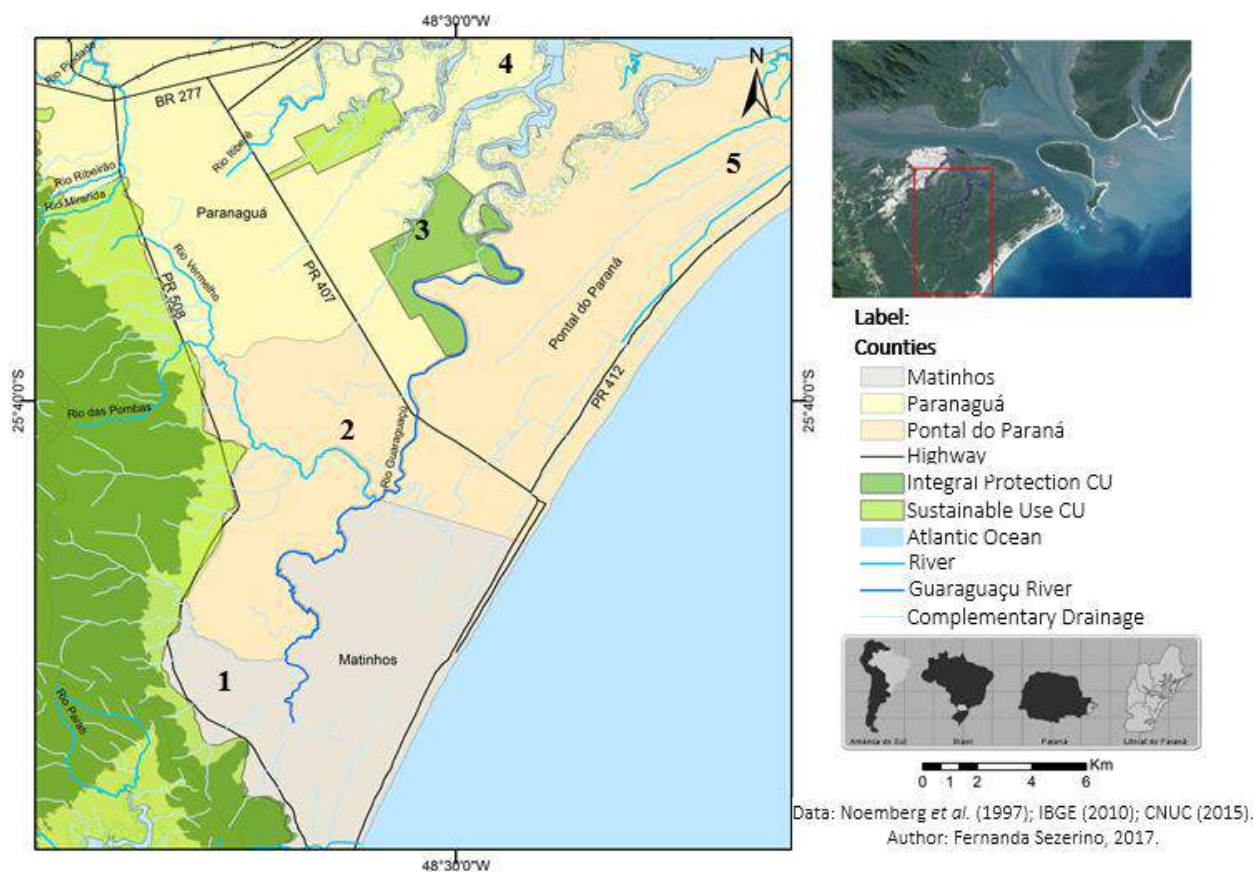 48°30'0"W
N
4
Rio Piedade
BR 277
Rio Itiberê
5
Rio Ribeirão
Rio Miranda
Paranaguá
3
Rio Vermelho
PR 508
PR 407
Pontal do Paraná
PR 412
25°40'0"S
25°40'0"S
Rio das Pombas
2
Rio Guaraguaçú
Matinhos
1
Rio Parati
48°30'0"W
Label:
Counties
Matinhos
Paranaguá
Pontal do Paraná
Highway
Integral Protection CU
Sustainable Use CU
Atlantic Ocean
River
Guaraguaçu River
Complementary Drainage
América do Sul
Brasil
Paraná
Litoral do Paraná
Km
0 1 2 4 6
Data: Noemberg et al. (1997); IBGE (2010); CNUC (2015).
Author: Fernanda Sezerino, 2017.